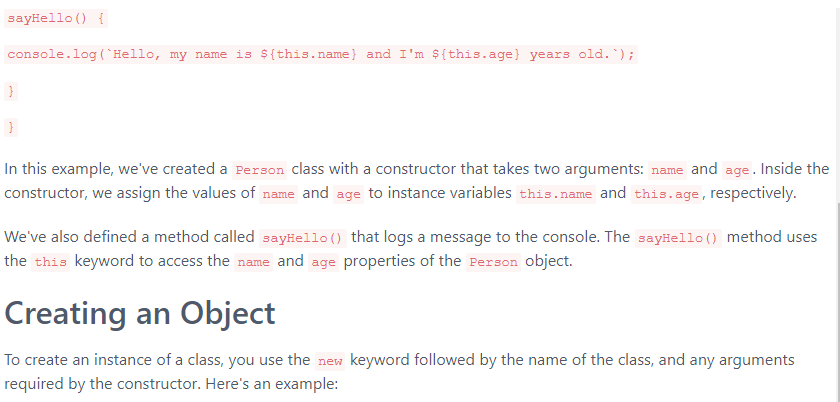 sayHello() {
console.log(`Hello, my name is ${this.name} and I'm ${this.age} years old.`);
}
}
In this example, we've created a Person class with a constructor that takes two arguments: name and age. Inside the
constructor, we assign the values of name and age to instance variables this.name and this.age, respectively.
We've also defined a method called sayHello() that logs a message to the console. The sayHello() method uses
the this keyword to access the name and age properties of the Person object.
Creating an Object
To create an instance of a class, you use the new keyword followed by the name of the class, and any arguments
required by the constructor. Here's an example: